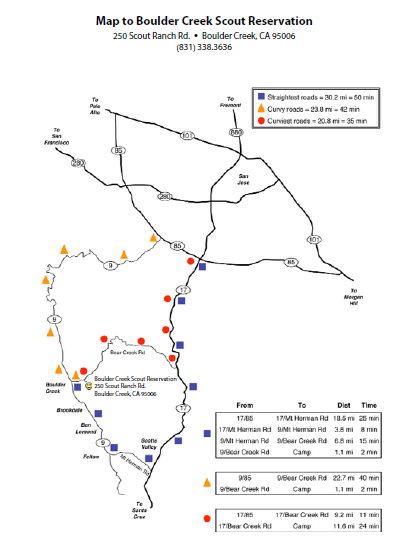 Map to Boulder Creek Scout Reservation
250 Scout Ranch Rd. • Boulder Creek, CA 95006
(831) 338.3636
Straightest roads = 30.2 mi = 50 min
Curvy roads = 23.8 mi = 42 min
Curviest roads = 20.8 mi = 35 min
To
Palo
Alto
To
Fremont
To
San
Francisco
101
880
85
280
San
Jose
280
85
101
9
85
17
To
Morgan
Hill
9
Bear Creek Rd
Boulder
Creek
Boulder Creek Scout Reservation
250 Scout Ranch Rd.
Boulder Creek, CA 95006
Brookdale
Ben
Lomond
17
9
Felton
Scotts
Valley
Mt Herman Rd
To
Santa
Cruz
From To Dist Time
17/85 17/Mt Herman Rd 18.5 mi 25 min
17/Mt Herman Rd 9/Mt Herman Rd 3.8 mi 8 min
9/Mt Herman Rd 9/Bear Creek Rd 6.8 mi 15 min
9/Bear Creek Rd Camp 1.1 mi 2 min
9/85 9/Bear Creek Rd 22.7 mi 40 min
9/Bear Creek Rd Camp 1.1 mi 2 min
17/85 17/Bear Creek Rd 9.2 mi 11 min
17/Bear Creek Rd Camp 11.6 mi 24 min